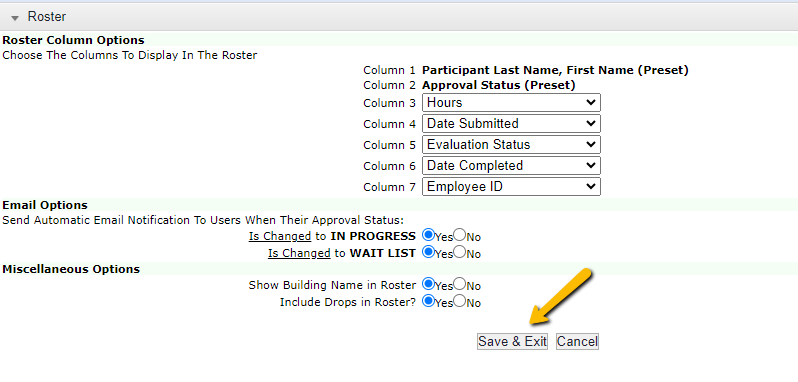 Roster
Roster Column Options
Choose The Columns To Display In The Roster
Column 1 Participant Last Name, First Name (Preset)
Column 2 Approval Status (Preset)
Column 3 Hours
Column 4 Date Submitted
Column 5 Evaluation Status
Column 6 Date Completed
Column 7 Employee ID
Email Options
Send Automatic Email Notification To Users When Their Approval Status:
Is Changed to IN PROGRESS Yes No
Is Changed to WAIT LIST Yes No
Miscellaneous Options
Show Building Name in Roster Yes No
Include Drops in Roster? Yes No
Save & Exit Cancel